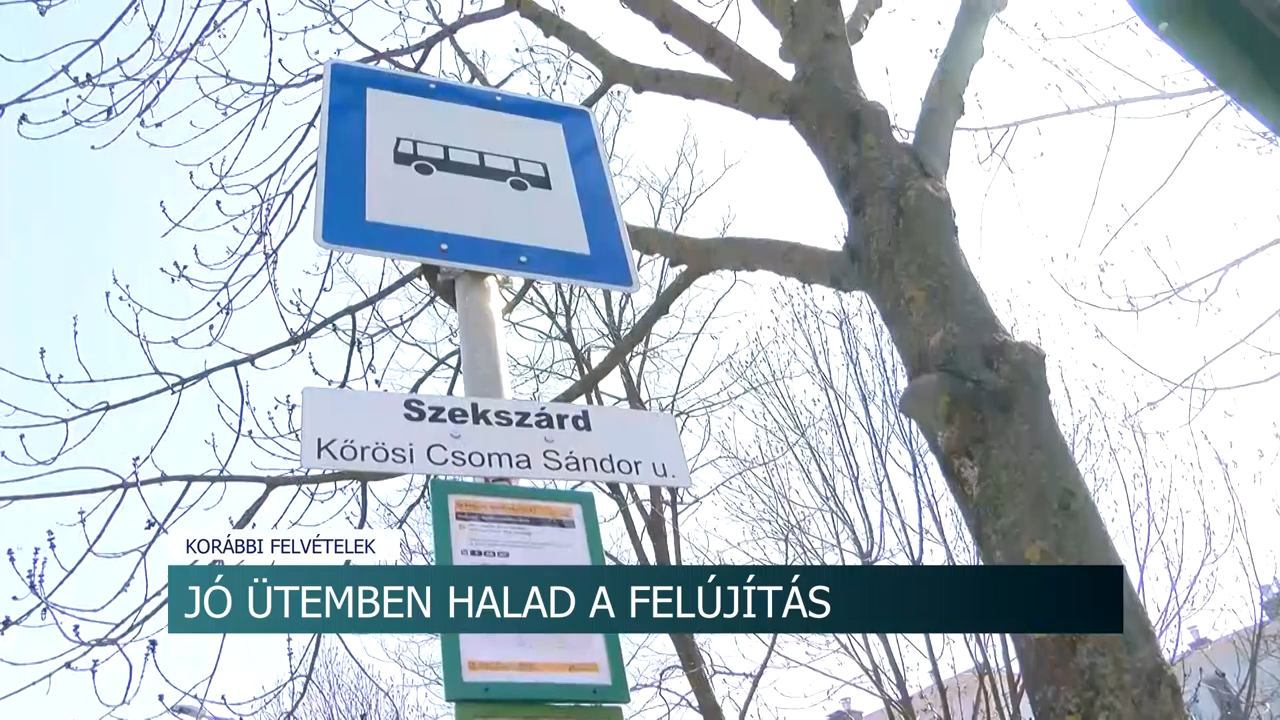 Szekszárd
Kőrösi Csoma Sándor u.
KORÁBBI FELVÉTELEK
JÓ ÜTEMBEN HALAD A FELÚJÍTÁS